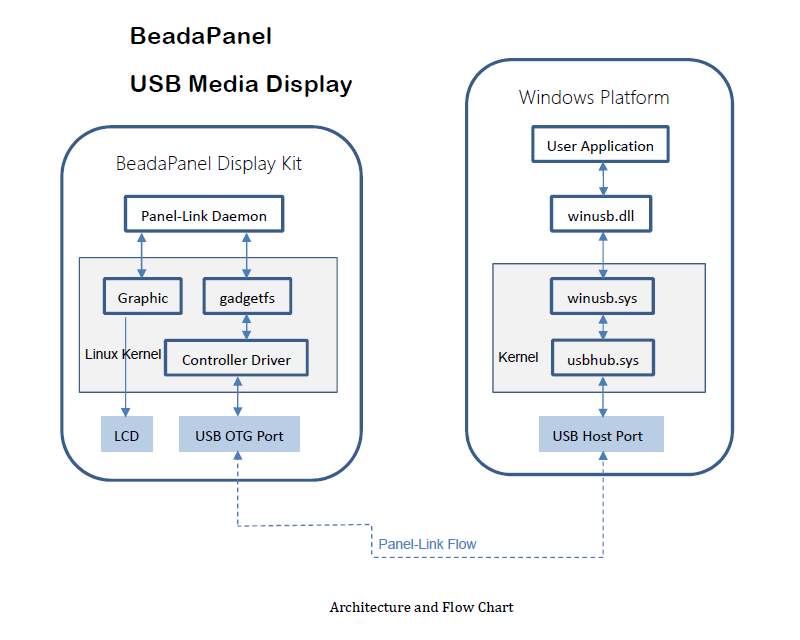 BeadaPanel
USB Media Display
BeadaPanel Display Kit
Panel-Link Daemon
Graphic
gadgetfs
Linux Kernel
Controller Driver
LCD
USB OTG Port
Windows Platform
User Application
winusb.dll
winusb.sys
Kernel
usbhub.sys
USB Host Port
Panel-Link Flow
Architecture and Flow Chart